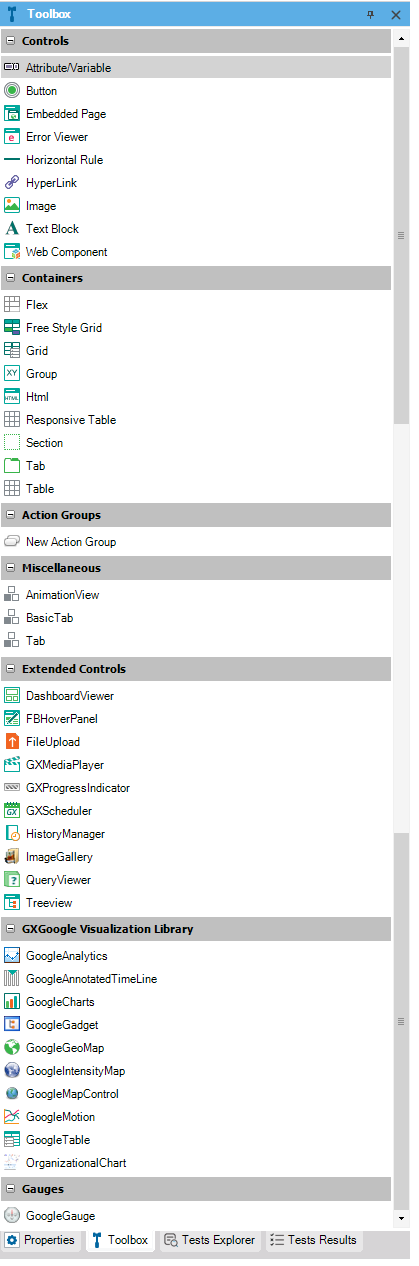 Toolbox
Controls
Attribute/Variable
Button
Embedded Page
Error Viewer
Horizontal Rule
HyperLink
Image
Text Block
Web Component
Containers
Flex
Free Style Grid
Grid
Group
Html
Responsive Table
Section
Tab
Table
Action Groups
New Action Group
Miscellaneous
AnimationView
BasicTab
Tab
Extended Controls
DashboardViewer
FBHoverPanel
FileUpload
GXMediaPlayer
GXProgressIndicator
GXScheduler
HistoryManager
ImageGallery
QueryViewer
Treeview
GXGoogle Visualization Library
GoogleAnalytics
GoogleAnnotatedTimeLine
GoogleCharts
GoogleGadget
GoogleGeoMap
GoogleIntensityMap
GoogleMapControl
GoogleMotion
GoogleTable
OrganizationalChart
Gauges
GoogleGauge
Properties Toolbox Tests Explorer Tests Results